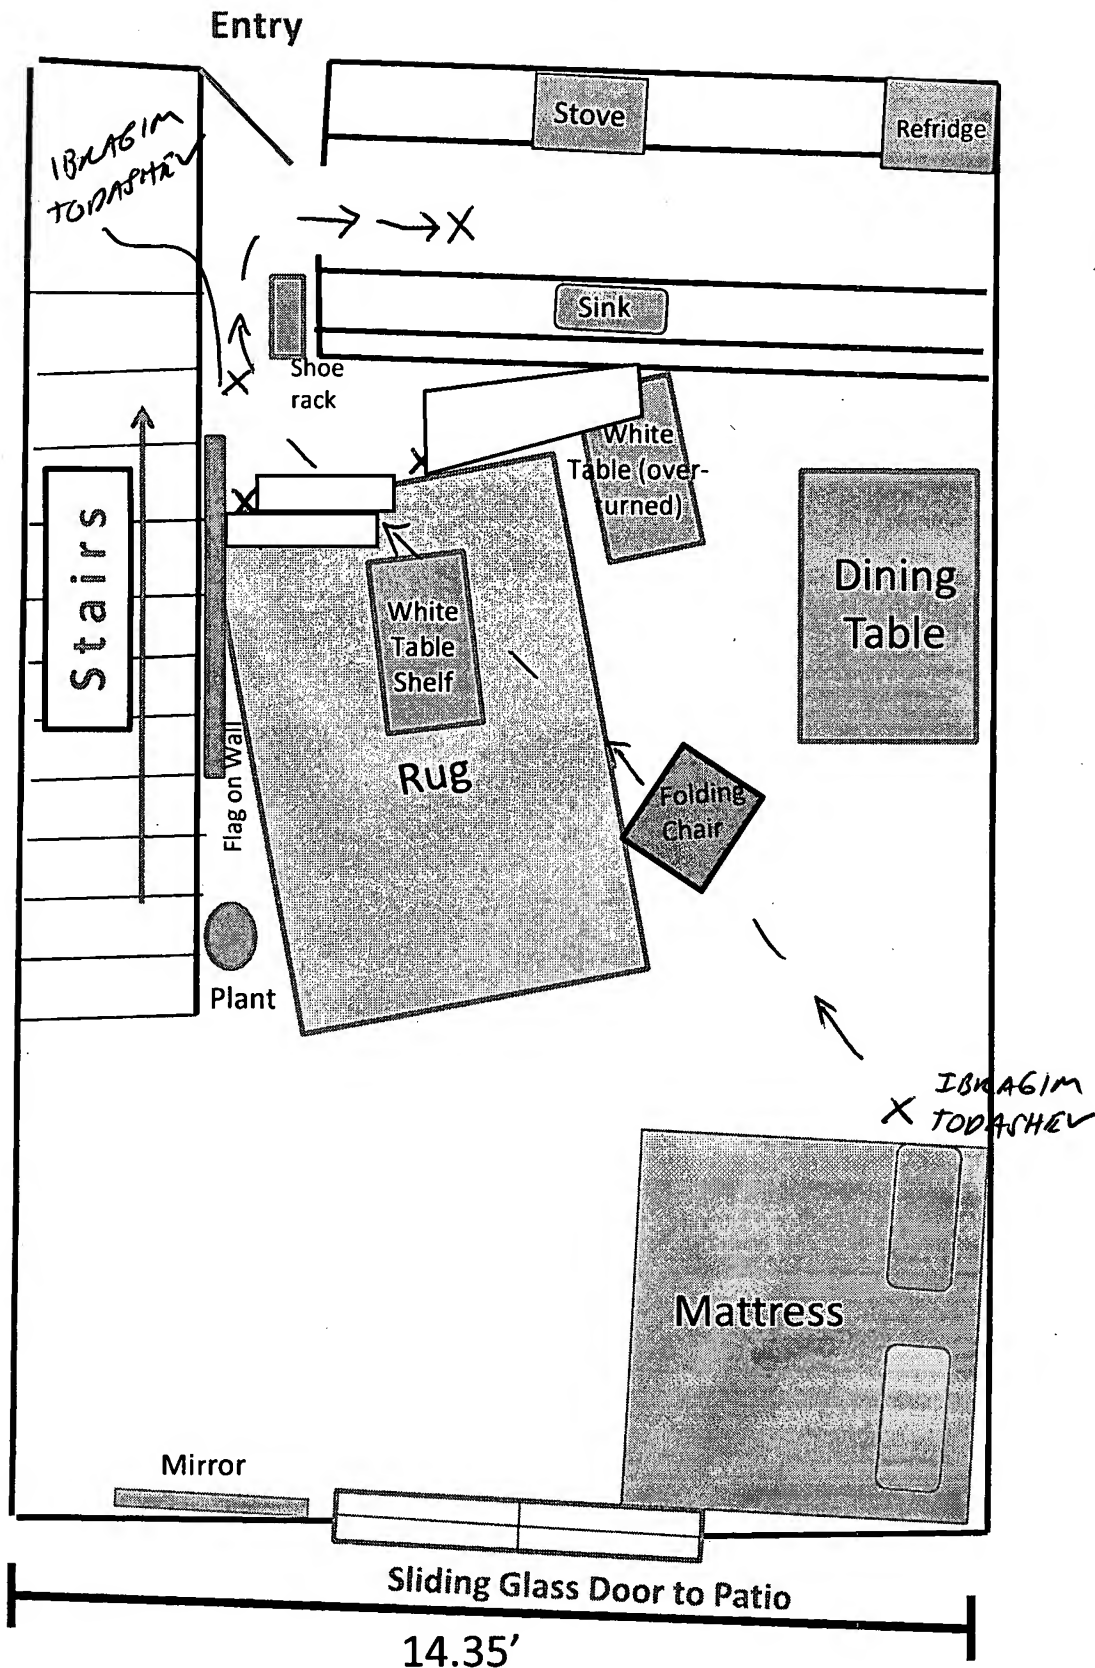 Entry
Stove
Refridge
IBRAGIM
TODASHEV
X
Sink
X
Shoe
rack
White
Table (over-
turned)
X
X
Stairs
Dining
Table
White
Table
Shelf
Flag on Wall
Rug
Folding
Chair
Plant
IBRAGIM
X TODASHEV
Mattress
Mirror
Sliding Glass Door to Patio
14.35'